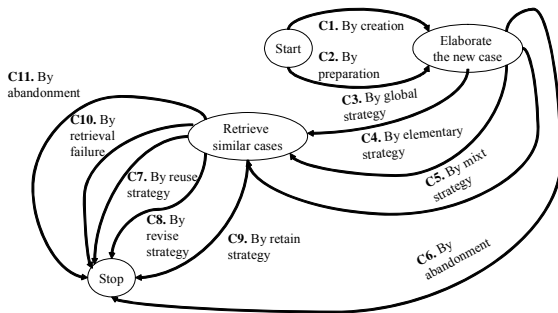 C1. By creation
Start
C2. By
preparation
Elaborate
the new case
C11. By
abandonment
C3. By global
strategy
C10. By
retrieval
failure
Retrieve
similar cases
C4. By elementary
strategy
C5. By mixt
strategy
C7. By reuse
strategy
C8. By
revise
strategy
C9. By retain
strategy
C6. By
abandonment
Stop